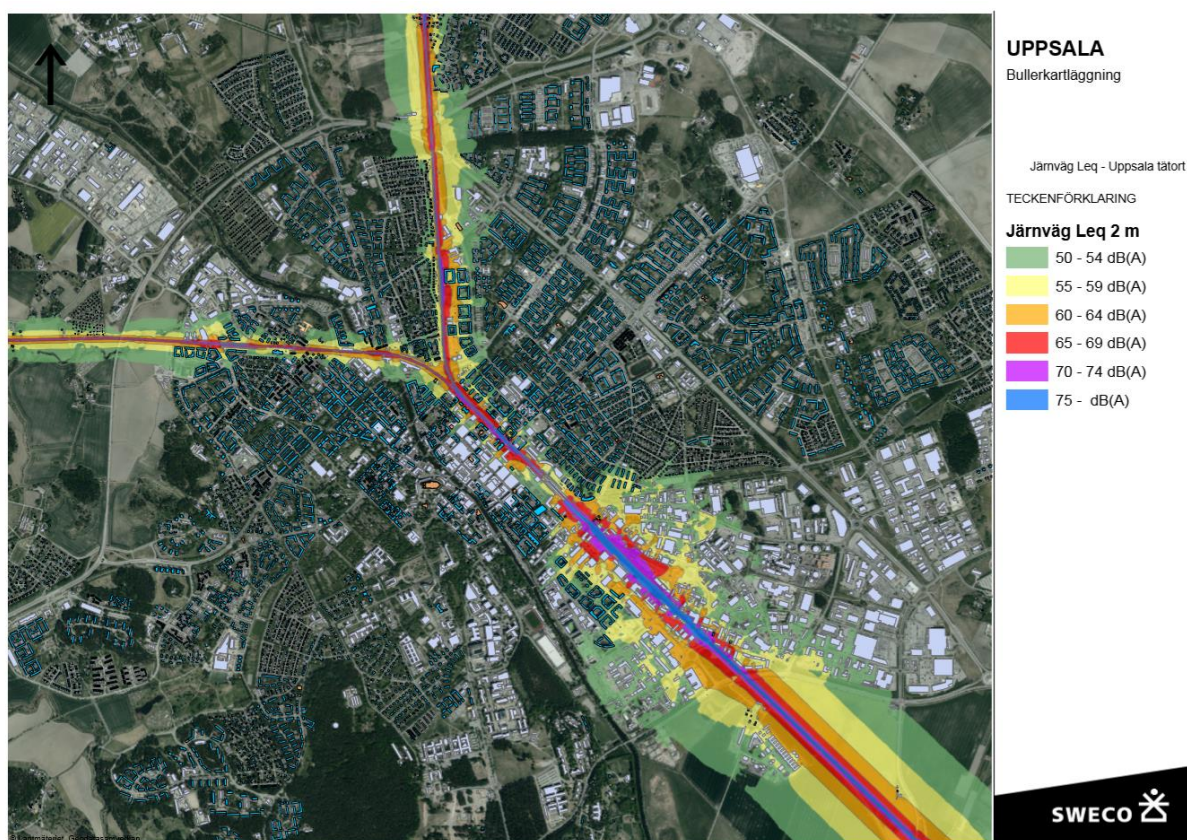 UPPSALA
Bullerkartläggning
Järnväg Leq - Uppsala tätort
TECKENFÖRKLARING
Järnväg Leq 2 m
50 - 54 dB(A)
55 - 59 dB(A)
60 - 64 dB(A)
65 - 69 dB(A)
70 - 74 dB(A)
75 - dB(A)
SWECO